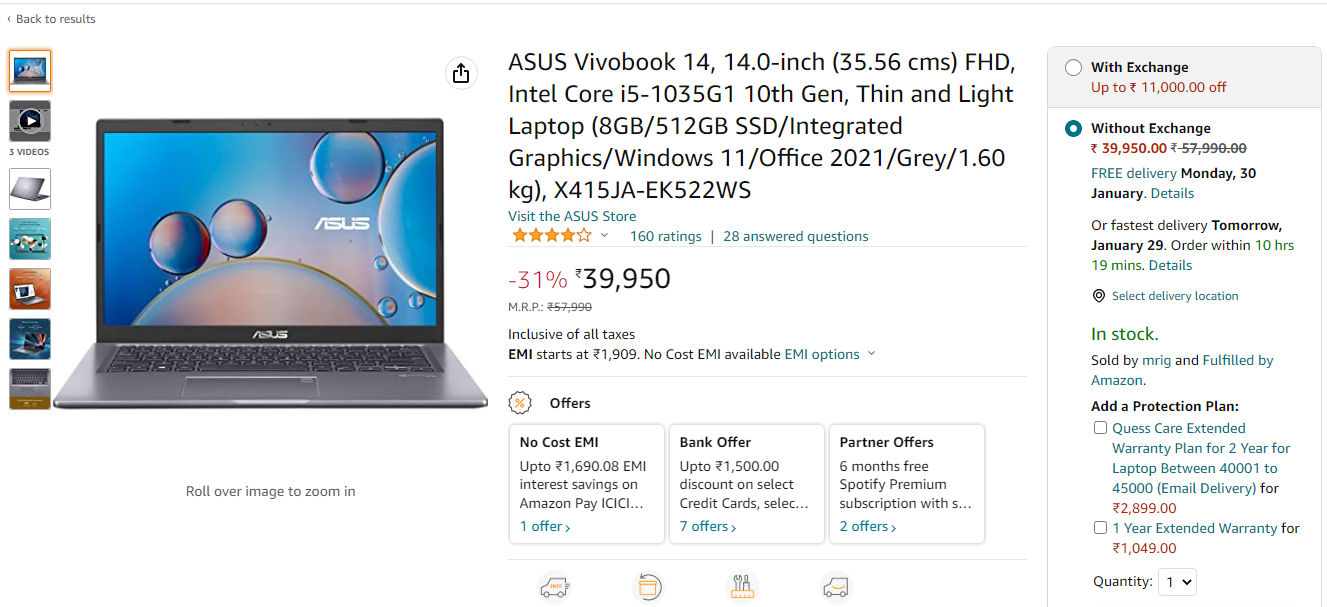 ‹ Back to results
3 VIDEOS
ASUS
ASUS
Roll over image to zoom in
ASUS Vivobook 14, 14.0-inch (35.56 cms) FHD,
Intel Core i5-1035G1 10th Gen, Thin and Light
Laptop (8GB/512GB SSD/Integrated
Graphics/Windows 11/Office 2021/Grey/1.60
kg), X415JA-EK522WS
Visit the ASUS Store
160 ratings | 28 answered questions
-31% ₹39,950
M.R.P.: ₹57,990
Inclusive of all taxes
EMI starts at ₹1,909. No Cost EMI available EMI options
% Offers
No Cost EMI
Upto ₹1,690.08 EMI
interest savings on
Amazon Pay ICICI…
1 offer ›
Bank Offer
Upto ₹1,500.00
discount on select
Credit Cards, selec…
7 offers ›
Partner Offers
6 months free
Spotify Premium
subscription with s…
2 offers ›
FREE
With Exchange
Up to ₹ 11,000.00 off
Without Exchange
₹ 39,950.00 ₹ 57,990.00
FREE delivery Monday, 30
January. Details
Or fastest delivery Tomorrow,
January 29. Order within 10 hrs
19 mins. Details
Select delivery location
In stock.
Sold by mrig and Fulfilled by
Amazon.
Add a Protection Plan:
Quess Care Extended
Warranty Plan for 2 Year for
Laptop Between 40001 to
45000 (Email Delivery) for
₹2,899.00
1 Year Extended Warranty for
₹1,049.00
Quantity: 1